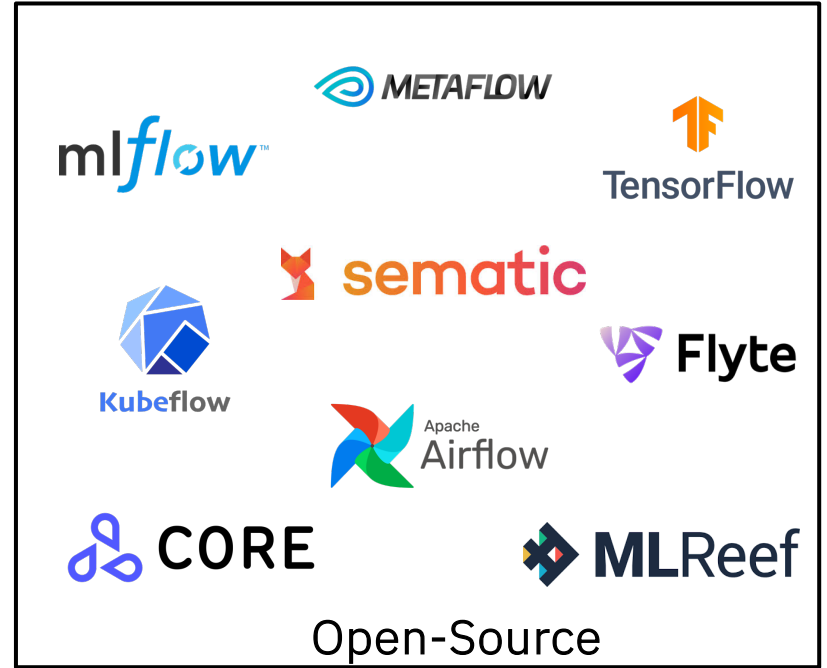 METAFLOW
mlflow™
TensorFlow
sematic
Kubeflow
Flyte
Apache
Airflow
CORE
MLReef
Open-Source